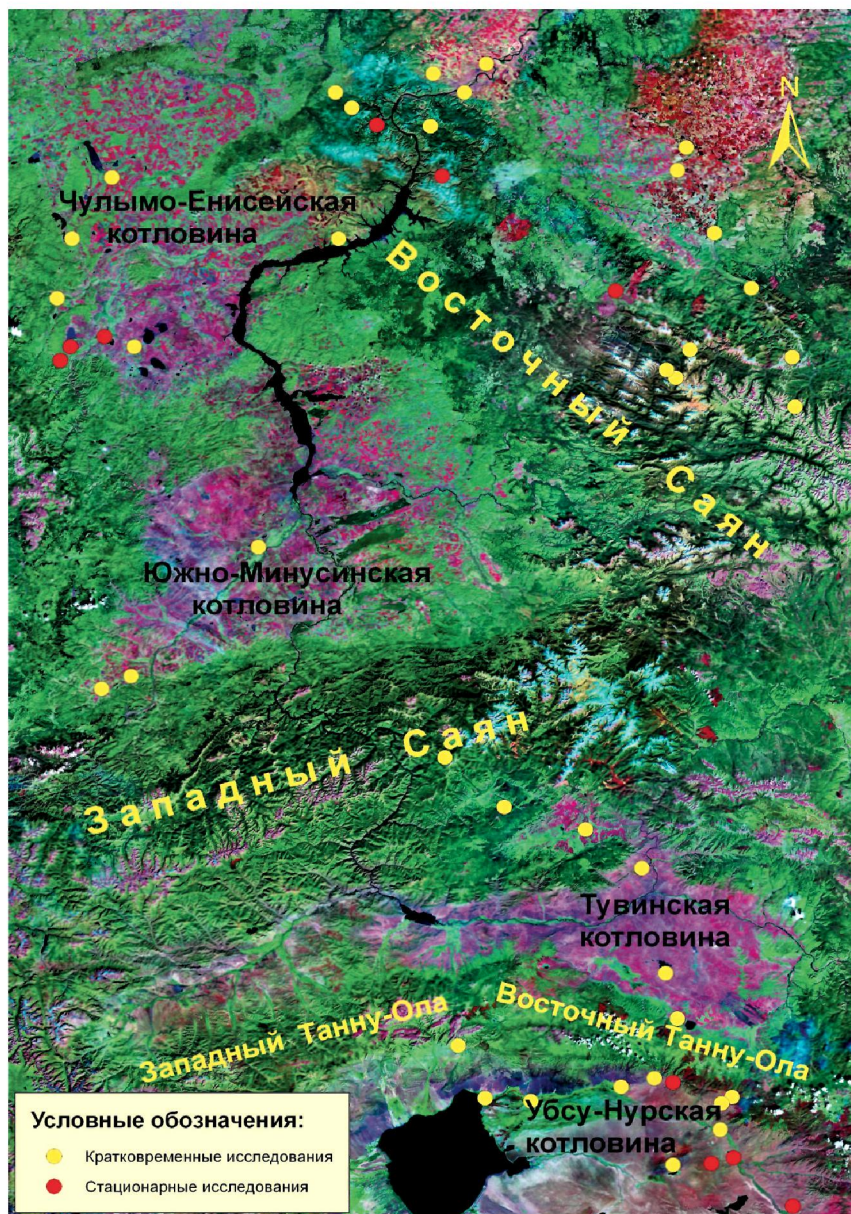 N
Чулымо-Енисейская
котловина
Восточный Саян
Южно-Минусинская
котловина
Западный Саян
Тувинская
котловина
Восточный Танну-Ола
Западный Танну-Ола
Убсу-Нурская
котловина
Условные обозначения:
Кратковременные исследования
Стационарные исследования